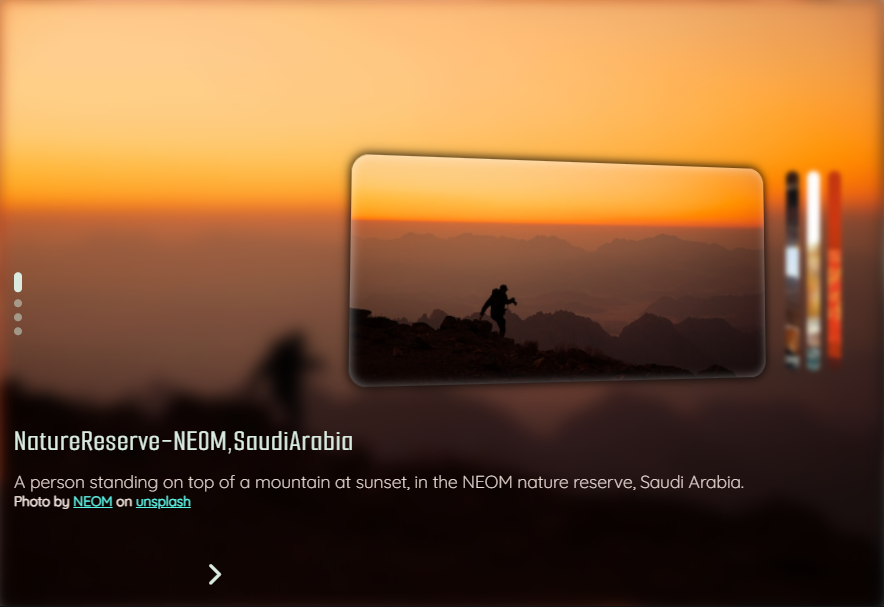 NatureReserve-NEOM,SaudiArabia
A person standing on top of a mountain at sunset, in the NEOM nature reserve, Saudi Arabia.
Photo by NEOM on unsplash